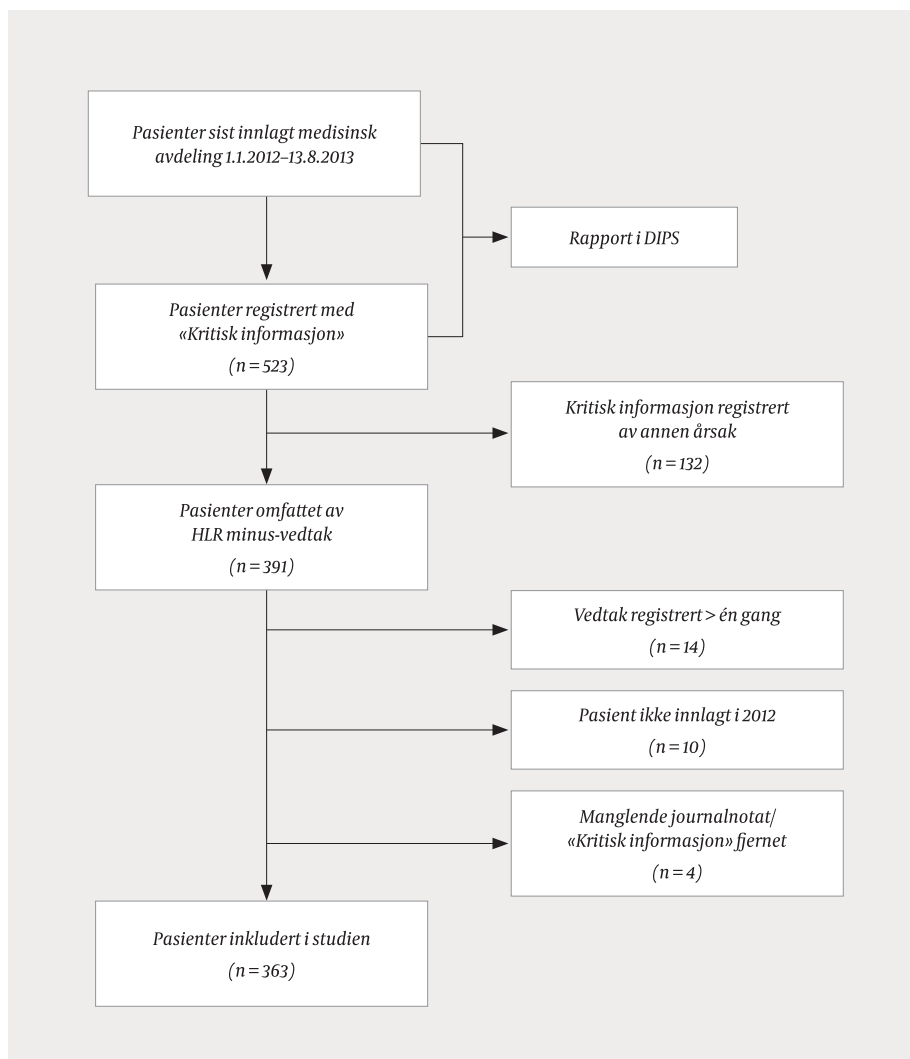 Pasienter sist innlagt medisinsk
avdeling 1.1.2012–13.8.2013
Rapport i DIPS
Pasienter registrert med
«Kritisk informasjon»
(n = 523)
Kritisk informasjon registrert
av annen årsak
(n = 132)
Pasienter omfattet av
HLR minus-vedtak
(n = 391)
Vedtak registrert > én gang
(n = 14)
Pasient ikke innlagt i 2012
(n = 10)
Manglende journalnotat/
«Kritisk informasjon» fjernet
(n = 4)
Pasienter inkludert i studien
(n = 363)